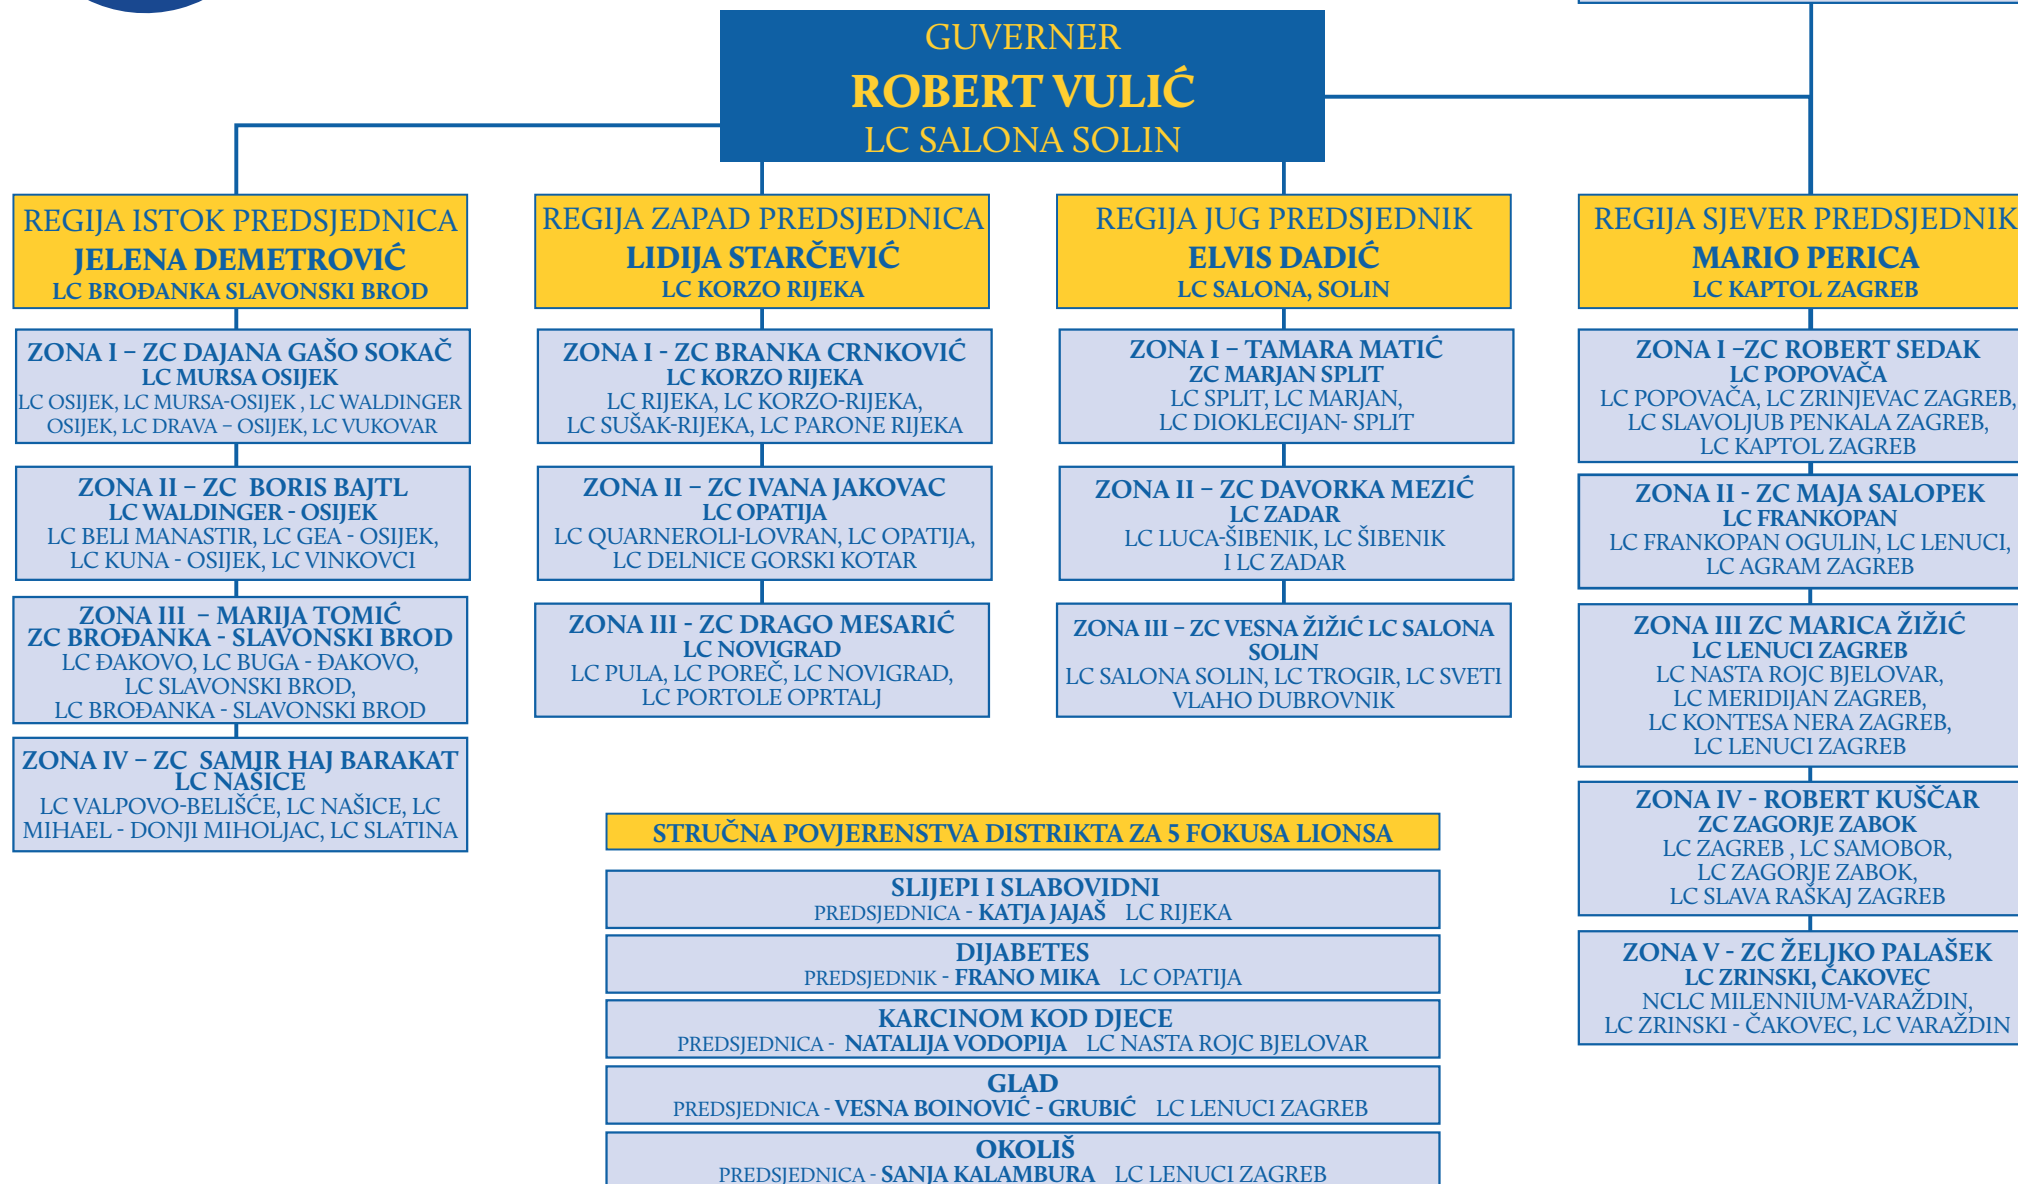 GUVERNER
ROBERT VULIĆ
LC SALONA SOLIN
REGIJA ISTOK PREDSJEDNICA
JELENA DEMETROVIĆ
LC BROĐANKA SLAVONSKI BROD
ZONA I – ZC DAJANA GAŠO SOKAČ
LC MURSA OSIJEK
LC OSIJEK, LC MURSA-OSIJEK , LC WALDINGER
OSIJEK, LC DRAVA – OSIJEK, LC VUKOVAR
ZONA II – ZC BORIS BAJTL
LC WALDINGER - OSIJEK
LC BELI MANASTIR, LC GEA - OSIJEK,
LC KUNA - OSIJEK, LC VINKOVCI
ZONA III – MARIJA TOMIĆ
ZC BROĐANKA - SLAVONSKI BROD
LC ĐAKOVO, LC BUGA - ĐAKOVO,
LC SLAVONSKI BROD,
LC BROĐANKA - SLAVONSKI BROD
ZONA IV – ZC SAMIR HAJ BARAKAT
LC NAŠICE
LC VALPOVO-BELIŠĆE, LC NAŠICE, LC
MIHAEL - DONJI MIHOLJAC, LC SLATINA
REGIJA ZAPAD PREDSJEDNICA
LIDIJA STARČEVIĆ
LC KORZO RIJEKA
ZONA I - ZC BRANKA CRNKOVIĆ
LC KORZO RIJEKA
LC RIJEKA, LC KORZO-RIJEKA,
LC SUŠAK-RIJEKA, LC PARONE RIJEKA
ZONA II – ZC IVANA JAKOVAC
LC OPATIJA
LC QUARNEROLI-LOVRAN, LC OPATIJA,
LC DELNICE GORSKI KOTAR
ZONA III - ZC DRAGO MESARIĆ
LC NOVIGRAD
LC PULA, LC POREČ, LC NOVIGRAD,
LC PORTOLE OPRTALJ
REGIJA JUG PREDSJEDNIK
ELVIS DADIĆ
LC SALONA, SOLIN
ZONA I – TAMARA MATIĆ
ZC MARJAN SPLIT
LC SPLIT, LC MARJAN,
LC DIOKLECIJAN- SPLIT
ZONA II – ZC DAVORKA MEZIĆ
LC ZADAR
LC LUCA-ŠIBENIK, LC ŠIBENIK
I LC ZADAR
ZONA III – ZC VESNA ŽIŽIĆ LC SALONA
SOLIN
LC SALONA SOLIN, LC TROGIR, LC SVETI
VLAHO DUBROVNIK
REGIJA SJEVER PREDSJEDNIK
MARIO PERICA
LC KAPTOL ZAGREB
ZONA I –ZC ROBERT SEDAK
LC POPOVAČA
LC POPOVAČA, LC ZRINJEVAC ZAGREB,
LC SLAVOLJUB PENKALA ZAGREB,
LC KAPTOL ZAGREB
ZONA II - ZC MAJA SALOPEK
LC FRANKOPAN
LC FRANKOPAN OGULIN, LC LENUCI,
LC AGRAM ZAGREB
ZONA III ZC MARICA ŽIŽIĆ
LC LENUCI ZAGREB
LC NASTA ROJC BJELOVAR,
LC MERIDIJAN ZAGREB,
LC KONTESA NERA ZAGREB,
LC LENUCI ZAGREB
ZONA IV - ROBERT KUŠČAR
ZC ZAGORJE ZABOK
LC ZAGREB , LC SAMOBOR,
LC ZAGORJE ZABOK,
LC SLAVA RAŠKAJ ZAGREB
ZONA V - ZC ŽELJKO PALAŠEK
LC ZRINSKI, ČAKOVEC
NCLC MILENNIUM-VARAŽDIN,
LC ZRINSKI - ČAKOVEC, LC VARAŽDIN
STRUČNA POVJERENSTVA DISTRIKTA ZA 5 FOKUSA LIONSA
SLIJEPI I SLABOVIDNI
PREDSJEDNICA - KATJA JAJAŠ LC RIJEKA
DIJABETES
PREDSJEDNIK - FRANO MIKA LC OPATIJA
KARCINOM KOD DJECE
PREDSJEDNICA - NATALIJA VODOPIJA LC NASTA ROJC BJELOVAR
GLAD
PREDSJEDNICA - VESNA BOINOVIĆ - GRUBIĆ LC LENUCI ZAGREB
OKOLIŠ
PREDSJEDNICA - SANJA KALAMBURA LC LENUCI ZAGREB